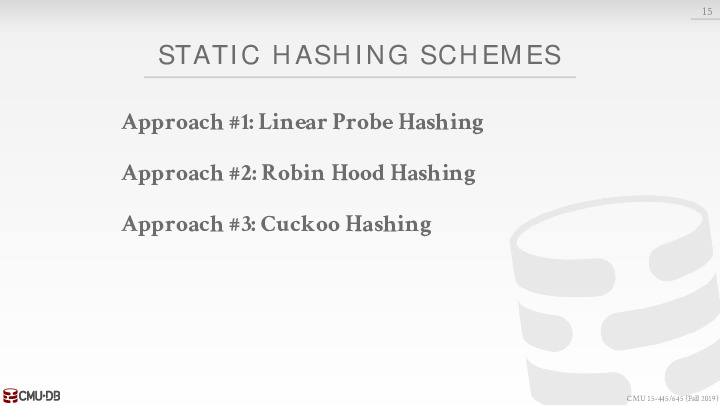 15
STATIC HASHING SCHEMES
Approach #1: Linear Probe Hashing
Approach #2: Robin Hood Hashing
Approach #3: Cuckoo Hashing
CMU·DB
CMU 15-445/645 (Fall 2019)